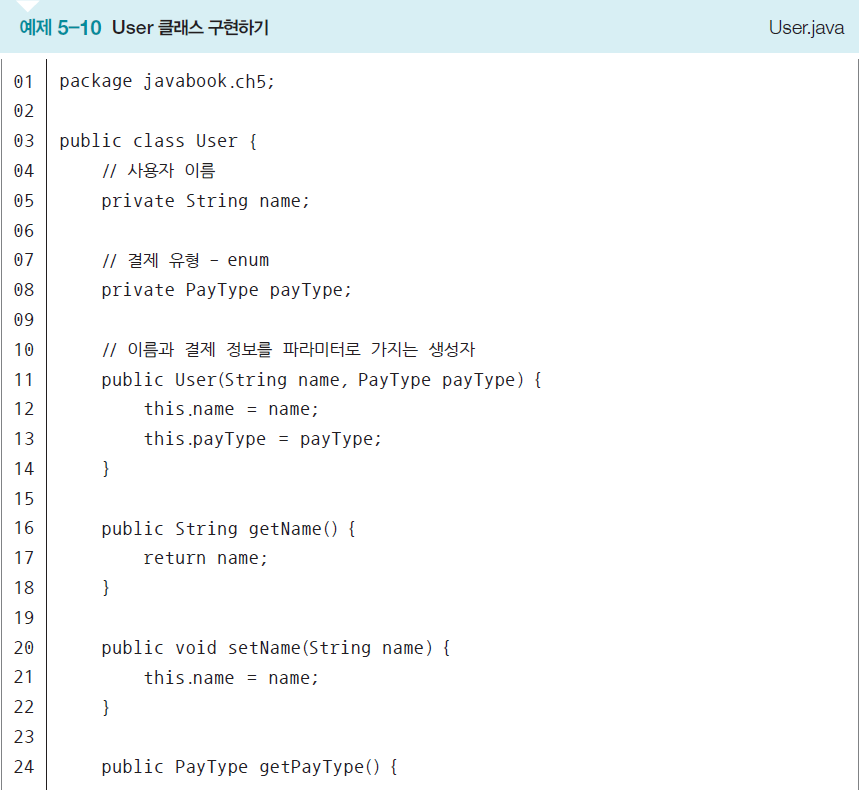 예제 5-10 User 클래스 구현하기 User.java
01 package javabook.ch5;
02
03 public class User {
04     // 사용자 이름
05     private String name;
06
07     // 결제 유형 - enum
08     private PayType payType;
09
10     // 이름과 결제 정보를 파라미터로 가지는 생성자
11     public User(String name, PayType payType) {
12         this.name = name;
13         this.payType = payType;
14     }
15
16     public String getName() {
17         return name;
18     }
19
20     public void setName(String name) {
21         this.name = name;
22     }
23
24     public PayType getPayType() {